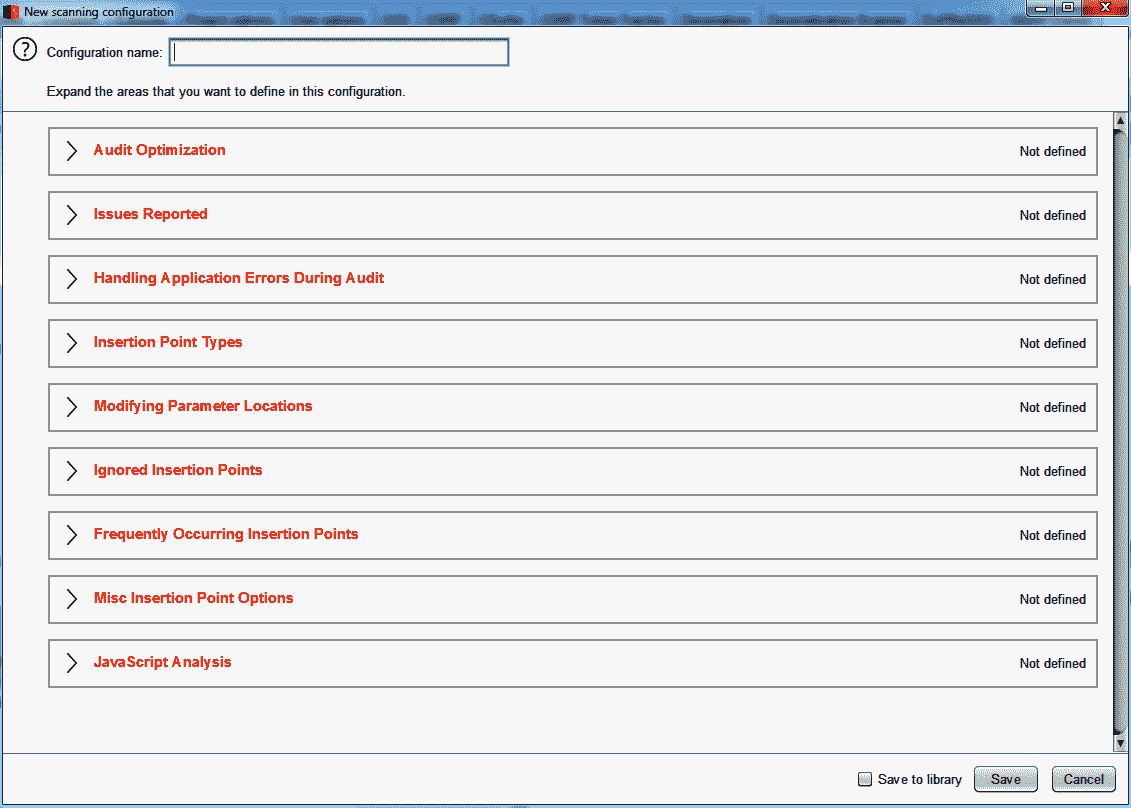 New scanning configuration
? Configuration name:
Expand the areas that you want to define in this configuration.
Audit Optimization Not defined
Issues Reported Not defined
Handling Application Errors During Audit Not defined
Insertion Point Types Not defined
Modifying Parameter Locations Not defined
Ignored Insertion Points Not defined
Frequently Occurring Insertion Points Not defined
Misc Insertion Point Options Not defined
JavaScript Analysis Not defined
Save to library Save Cancel